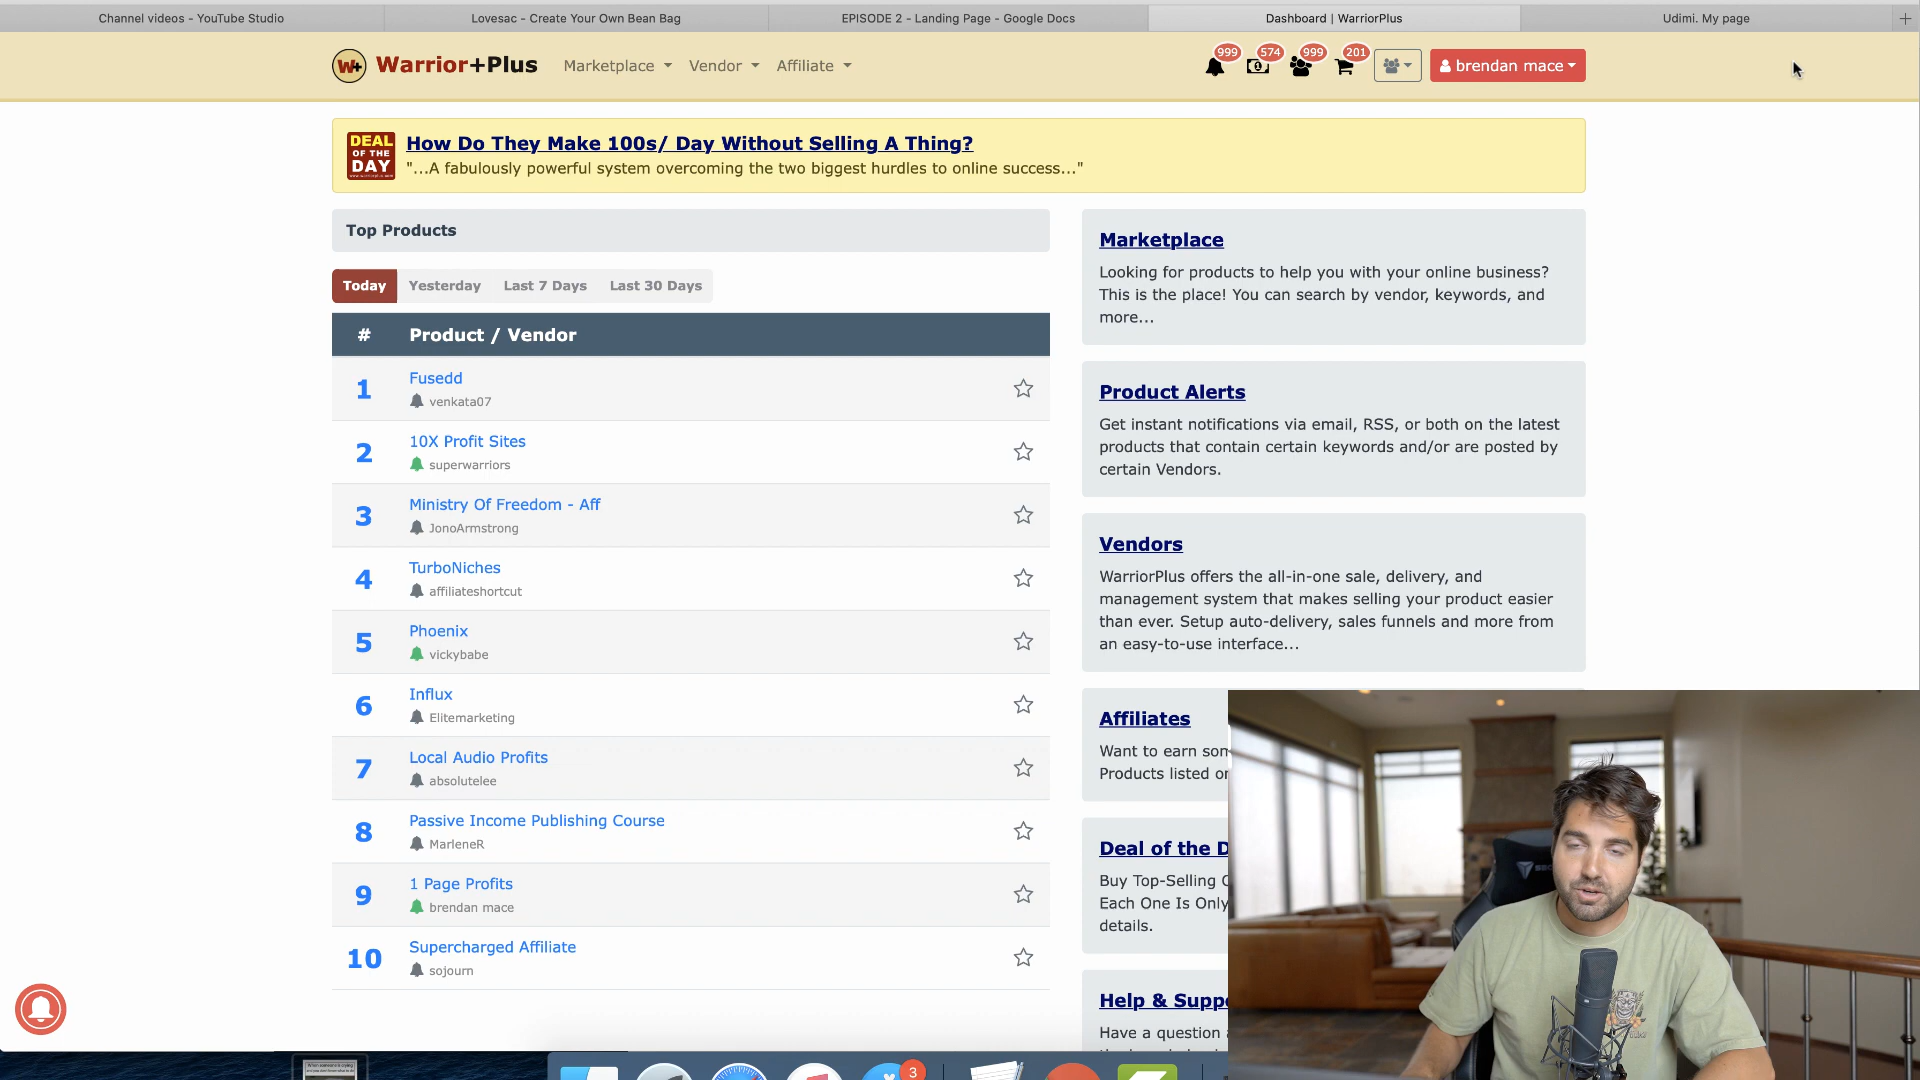 Channel videos - YouTube Studio
Lovesac - Create Your Own Bean Bag
EPISODE 2 - Landing Page - Google Docs
Dashboard | WarriorPlus
Udimi. My page
W+ Warrior+Plus
Marketplace
Vendor
Affiliate
999
574
999
201
brendan mace
DEAL
OF THE
DAY
How Do They Make 100s/ Day Without Selling A Thing?
"...A fabulously powerful system overcoming the two biggest hurdles to online success..."
Top Products
Today
Yesterday
Last 7 Days
Last 30 Days
# Product / Vendor
1 Fusedd
venkata07
2 10X Profit Sites
superwarriors
3 Ministry Of Freedom - Aff
JonoArmstrong
4 TurboNiches
affiliateshortcut
5 Phoenix
vickybabe
6 Influx
Elitemarketing
7 Local Audio Profits
absolutelee
8 Passive Income Publishing Course
MarleneR
9 1 Page Profits
brendan mace
10 Supercharged Affiliate
sojourn
Marketplace
Looking for products to help you with your online business?
This is the place! You can search by vendor, keywords, and
more...
Product Alerts
Get instant notifications via email, RSS, or both on the latest
products that contain certain keywords and/or are posted by
certain Vendors.
Vendors
WarriorPlus offers the all-in-one sale, delivery, and
management system that makes selling your product easier
than ever. Setup auto-delivery, sales funnels and more from
an easy-to-use interface...
Affiliates
Want to earn som
Products listed on
Deal of the D
Buy Top-Selling
Each One Is Only
details.
Help & Supp
Have a question
3